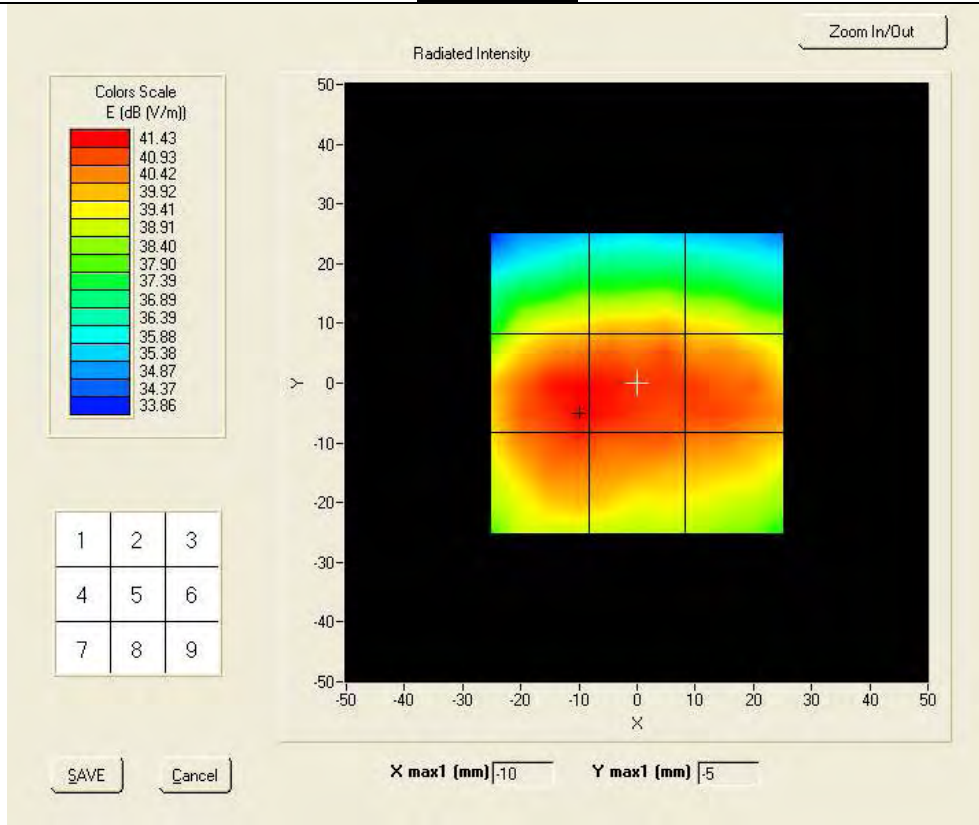 Zoom In/Out
Radiated Intensity
Colors Scale
E (dB (V/m))
41.43
40.93
40.42
39.92
39.41
38.91
38.40
37.90
37.39
36.89
36.39
35.88
35.38
34.87
34.37
33.86
50
40
30
20
10
0
-10
-20
-30
-40
-50
Y
-50 -40 -30 -20 -10 0 10 20 30 40 50
X
1 2 3
4 5 6
7 8 9
SAVE Cancel
X max1 (mm) -10 Y max1 (mm) -5